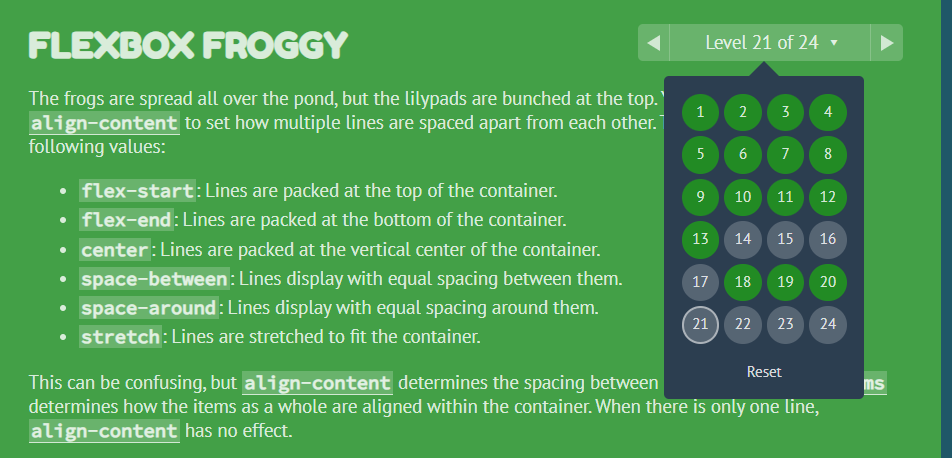 FLEXBOX FROGGY
◀ Level 21 of 24 ▼ ▶
The frogs are spread all over the pond, but the lilypads are bunched at the top.
align-content to set how multiple lines are spaced apart from each other.
following values:
• flex-start: Lines are packed at the top of the container.
• flex-end: Lines are packed at the bottom of the container.
• center: Lines are packed at the vertical center of the container.
• space-between: Lines display with equal spacing between them.
• space-around: Lines display with equal spacing around them.
• stretch: Lines are stretched to fit the container.
This can be confusing, but align-content determines the spacing between ms
determines how the items as a whole are aligned within the container. When there is only one line,
align-content has no effect.
1 2 3 4
5 6 7 8
9 10 11 12
13 14 15 16
17 18 19 20
21 22 23 24
Reset